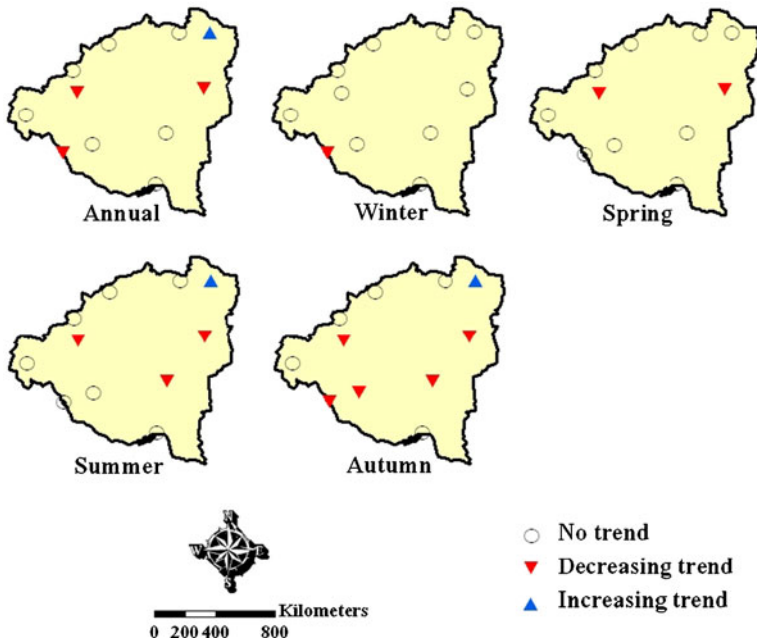 Annual
Winter
Spring
Summer
Autumn
N
W E
S
No trend
Decreasing trend
Increasing trend
Kilometers
0 200 400 800